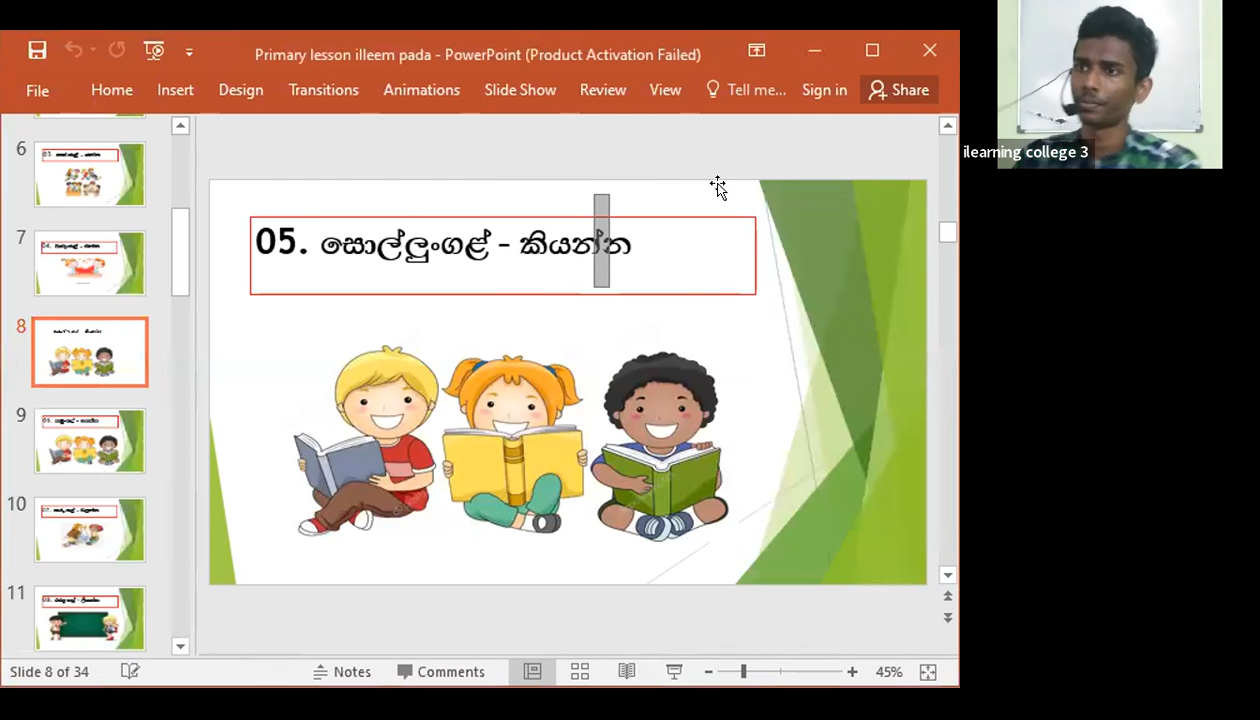 Primary lesson illeem pada - PowerPoint (Product Activation Failed)
File Home Insert Design Transitions Animations Slide Show Review View Tell me... Sign in Share
ilearning college 3
6
7
8
9
10
11
05. සොල්ලුංගළ් - කියන්න
Slide 8 of 34 Notes Comments 45%